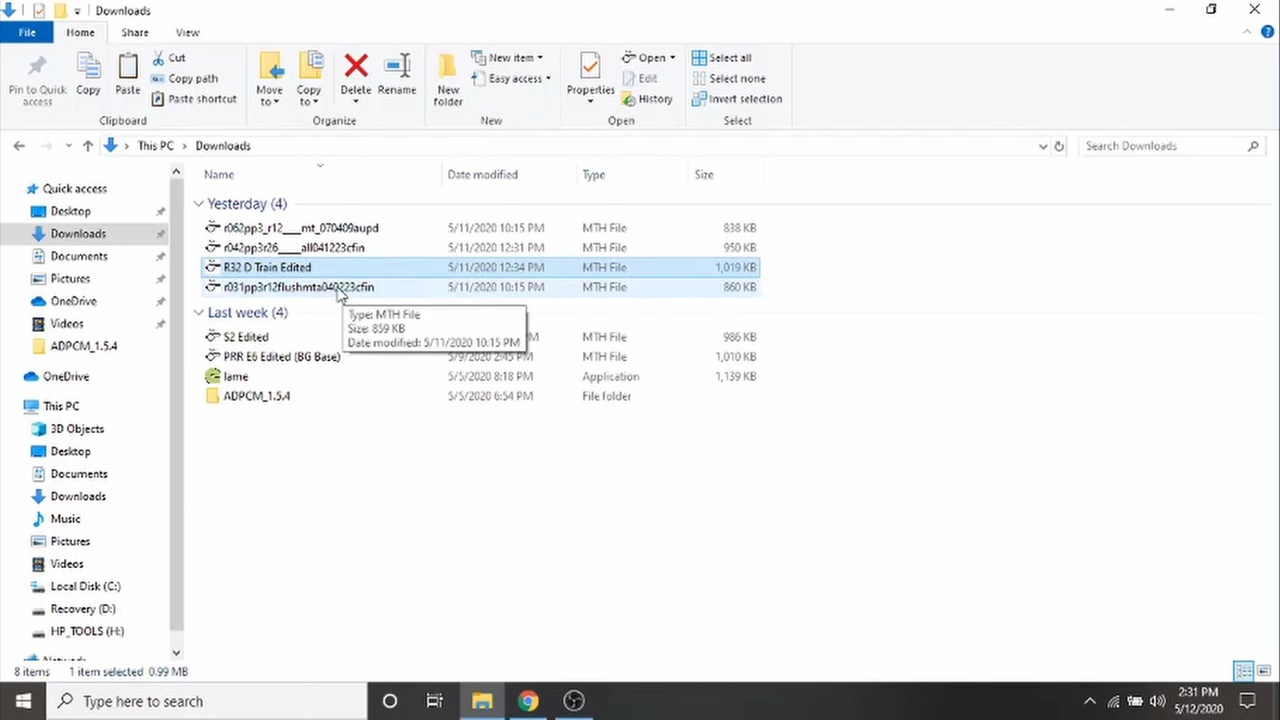 Downloads
File Home Share View
Pin to Quick access
Copy
Paste
Cut
Copy path
Paste shortcut
Clipboard
Move to
Copy to
Delete
Rename
Organize
New folder
New item
Easy access
New
Properties
Open
Edit
History
Open
Select all
Select none
Invert selection
Select
This PC Downloads
Search Downloads
Quick access
Desktop
Downloads
Documents
Pictures
OneDrive
Videos
ADPCM_1.5.4
OneDrive
This PC
3D Objects
Desktop
Documents
Downloads
Music
Pictures
Videos
Local Disk (C:)
Recovery (D:)
HP_TOOLS (H:)
Name Date modified Type Size
Yesterday (4)
r062pp3_r12____mt_070409aupd 5/11/2020 10:15 PM MTH File 838 KB
r042pp3r26____all041223cfin 5/11/2020 12:31 PM MTH File 950 KB
R32 D Train Edited 5/11/2020 12:34 PM MTH File 1,019 KB
r031pp3r12flushmta040223cfin 5/11/2020 10:15 PM MTH File 860 KB
Last week (4)
S2 Edited MTH File 986 KB
PRR E6 Edited (BG Base) 5/9/2020 2:45 PM MTH File 1,010 KB
lame 5/5/2020 8:18 PM Application 1,139 KB
ADPCM_1.5.4 5/5/2020 6:54 PM File folder
Type: MTH File
Size: 859 KB
Date modified: 5/11/2020 10:15 PM
8 items 1 item selected 0.99 MB
Type here to search
2:31 PM
5/12/2020